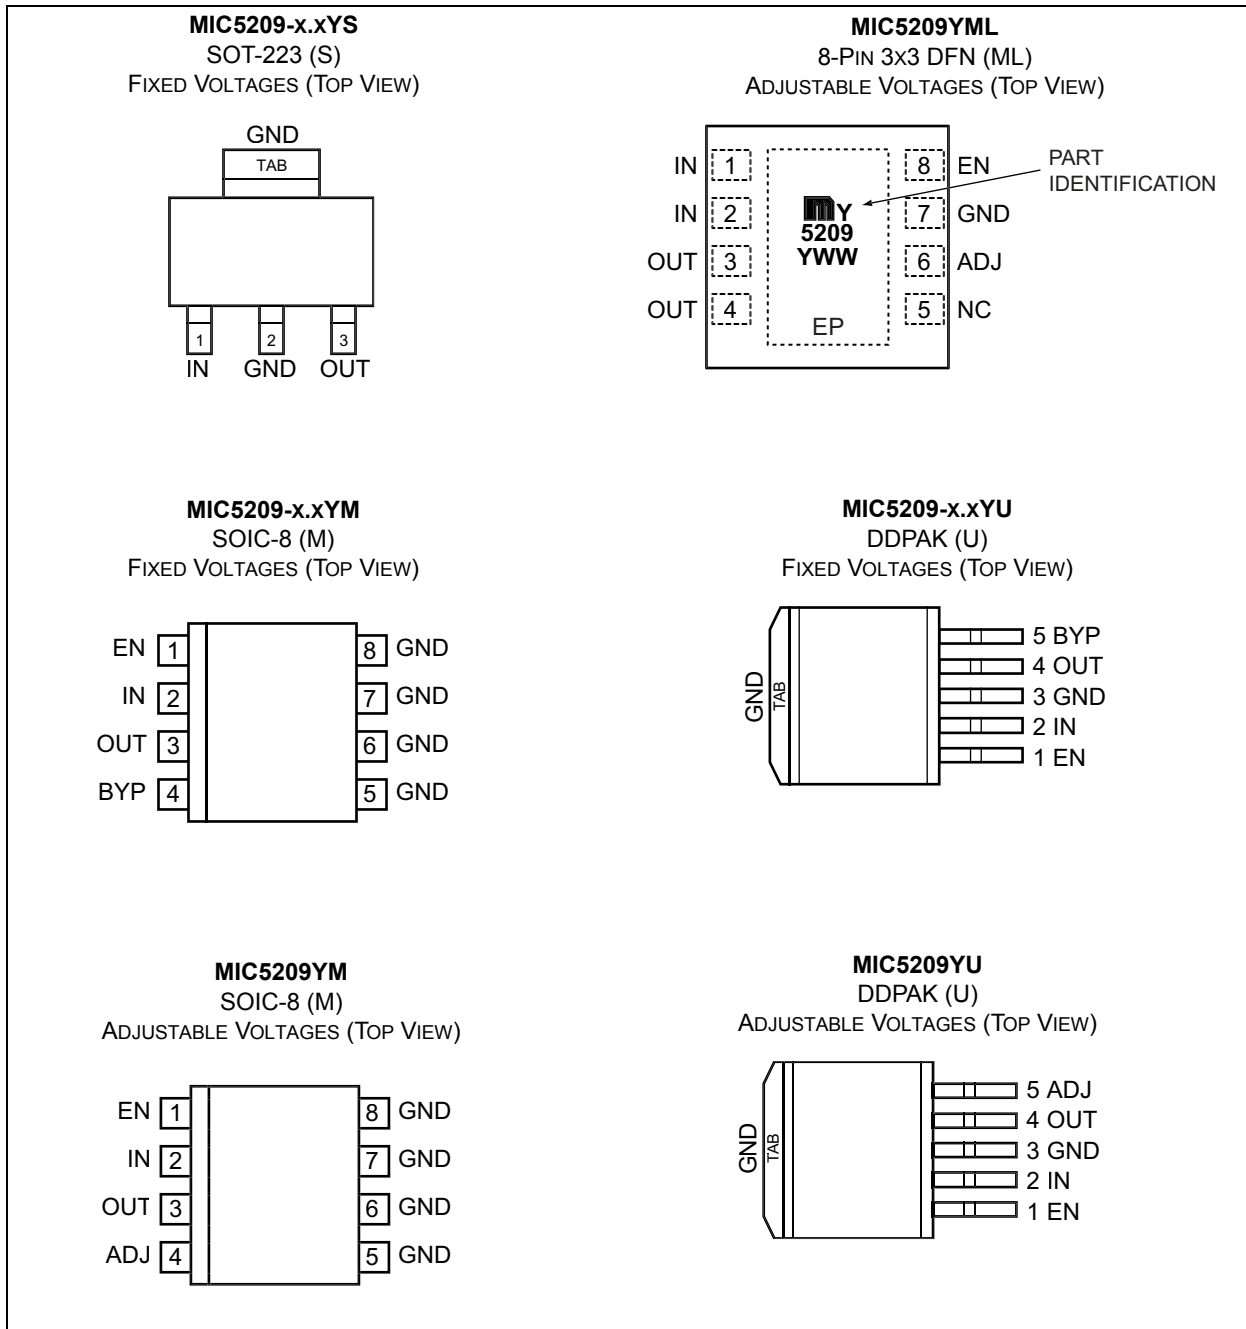 MIC5209-x.xYS
SOT-223 (S)
FIXED VOLTAGES (TOP VIEW)
GND
TAB
1
2
3
IN
GND
OUT
MIC5209YML
8-PIN 3X3 DFN (ML)
ADJUSTABLE VOLTAGES (TOP VIEW)
IN 1
IN 2
OUT 3
OUT 4
8 EN
7 GND
6 ADJ
5 NC
PART
IDENTIFICATION
mY
5209
YWW
EP
MIC5209-x.xYM
SOIC-8 (M)
FIXED VOLTAGES (TOP VIEW)
EN 1
IN 2
OUT 3
BYP 4
8 GND
7 GND
6 GND
5 GND
MIC5209-x.xYU
DDPAK (U)
FIXED VOLTAGES (TOP VIEW)
GND
TAB
5 BYP
4 OUT
3 GND
2 IN
1 EN
MIC5209YM
SOIC-8 (M)
ADJUSTABLE VOLTAGES (TOP VIEW)
EN 1
IN 2
OUT 3
ADJ 4
8 GND
7 GND
6 GND
5 GND
MIC5209YU
DDPAK (U)
ADJUSTABLE VOLTAGES (TOP VIEW)
GND
TAB
5 ADJ
4 OUT
3 GND
2 IN
1 EN